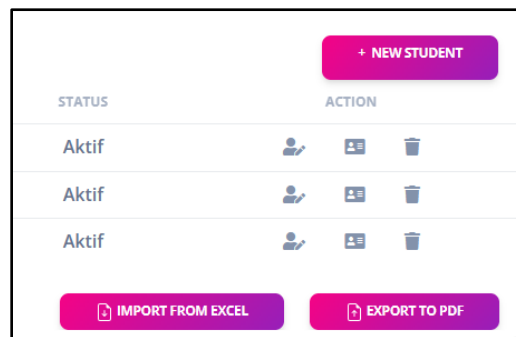 + NEW STUDENT
STATUS ACTION
Aktif
Aktif
Aktif
IMPORT FROM EXCEL EXPORT TO PDF